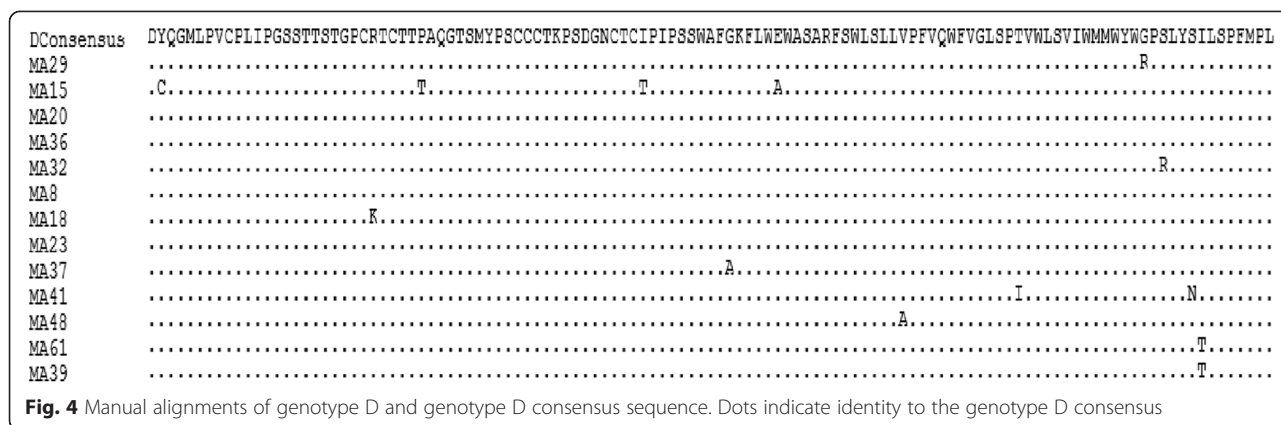 DConsensus DYQGMLPVCPLIPGSSTTSTGPCRTCTTPAQGTSMYPSCCCTKPSDGNCTCIPIPSSWAFGKFLWEWASARFSWLSLLVPFVQWFVGLSPTVWLSVIWMMWYWGPSLYSILSPFMPL
MA29 .......................................................................................................R.............
MA15 .C..........................T......................T.............A...................................................
MA20 .....................................................................................................................
MA36 .....................................................................................................................
MA32 .........................................................................................................R...........
MA8 .....................................................................................................................
MA18 .......................K.............................................................................................
MA23 .....................................................................................................................
MA37 ............................................................A........................................................
MA41 ..........................................................................................I.................N........
MA48 ..............................................................................A......................................
MA61 .............................................................................................................T.......
MA39 .............................................................................................................T.......
Fig. 4 Manual alignments of genotype D and genotype D consensus sequence. Dots indicate identity to the genotype D consensus